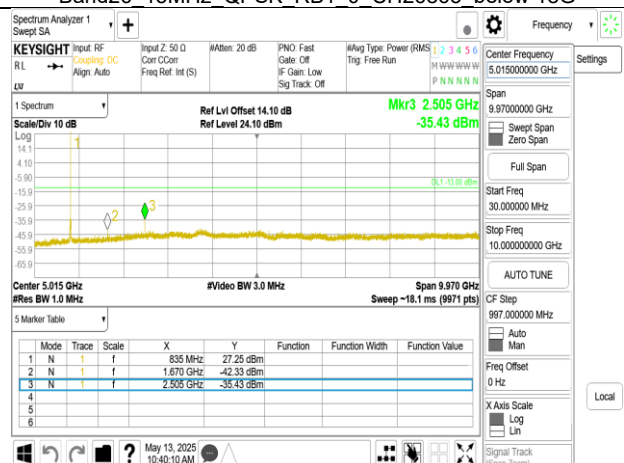 Spectrum Analyzer 1
Swept SA
Frequency
KEYSIGHT
Input: RF
Input Z: 50 Ω
#Atten: 20 dB
PNO: Fast
#Avg Type: Power (RMS
1 2 3 4 5 6
RL
Coupling: DC
Corr CCorr
Gate: Off
Trig: Free Run
M W W W W W
Align: Auto
Freq Ref: Int (S)
IF Gain: Low
P N N N N N
Sig Track: Off
Center Frequency
5.015000000 GHz
Settings
1 Spectrum
Ref Lvl Offset 14.10 dB
Mkr3 2.505 GHz
Scale/Div 10 dB
Ref Level 24.10 dBm
-35.43 dBm
Log
14.1
4.10
-5.90
-15.9
-25.9
-35.9
-45.9
-55.9
-65.9
1
2
3
DL1 -13.00 dBm
Center 5.015 GHz
#Video BW 3.0 MHz
Span 9.970 GHz
#Res BW 1.0 MHz
Sweep ~18.1 ms (9971 pts)
Span
9.97000000 GHz
Swept Span
Zero Span
Full Span
Start Freq
30.000000 MHz
Stop Freq
10.000000000 GHz
AUTO TUNE
CF Step
997.000000 MHz
Auto
Man
Freq Offset
0 Hz
X Axis Scale
Log
Lin
Local
Signal Track
5 Marker Table
Mode Trace Scale X Y Function Function Width Function Value
1 N 1 f 835 MHz 27.25 dBm
2 N 1 f 1.670 GHz -42.33 dBm
3 N 1 f 2.505 GHz -35.43 dBm
4
5
6
?
May 13, 2025
10:40:10 AM